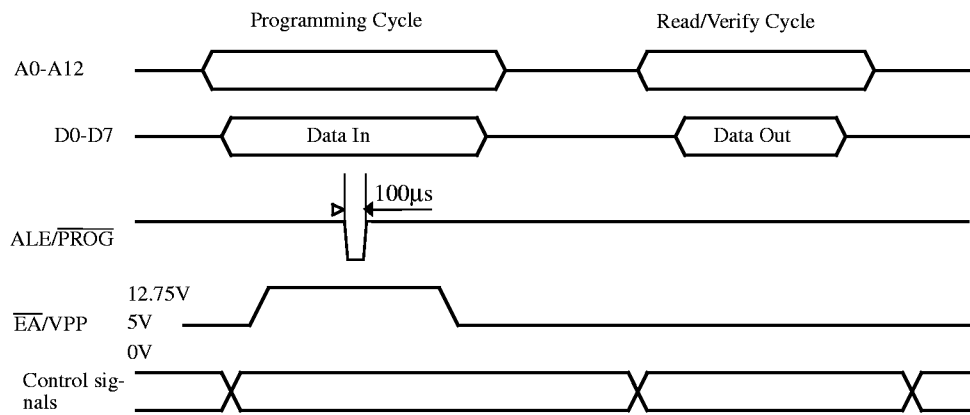 Programming Cycle
Read/Verify Cycle
A0-A12
D0-D7
Data In
Data Out
100μs
ALE/PROG
12.75V
EA/VPP
5V
0V
Control sig-
nals